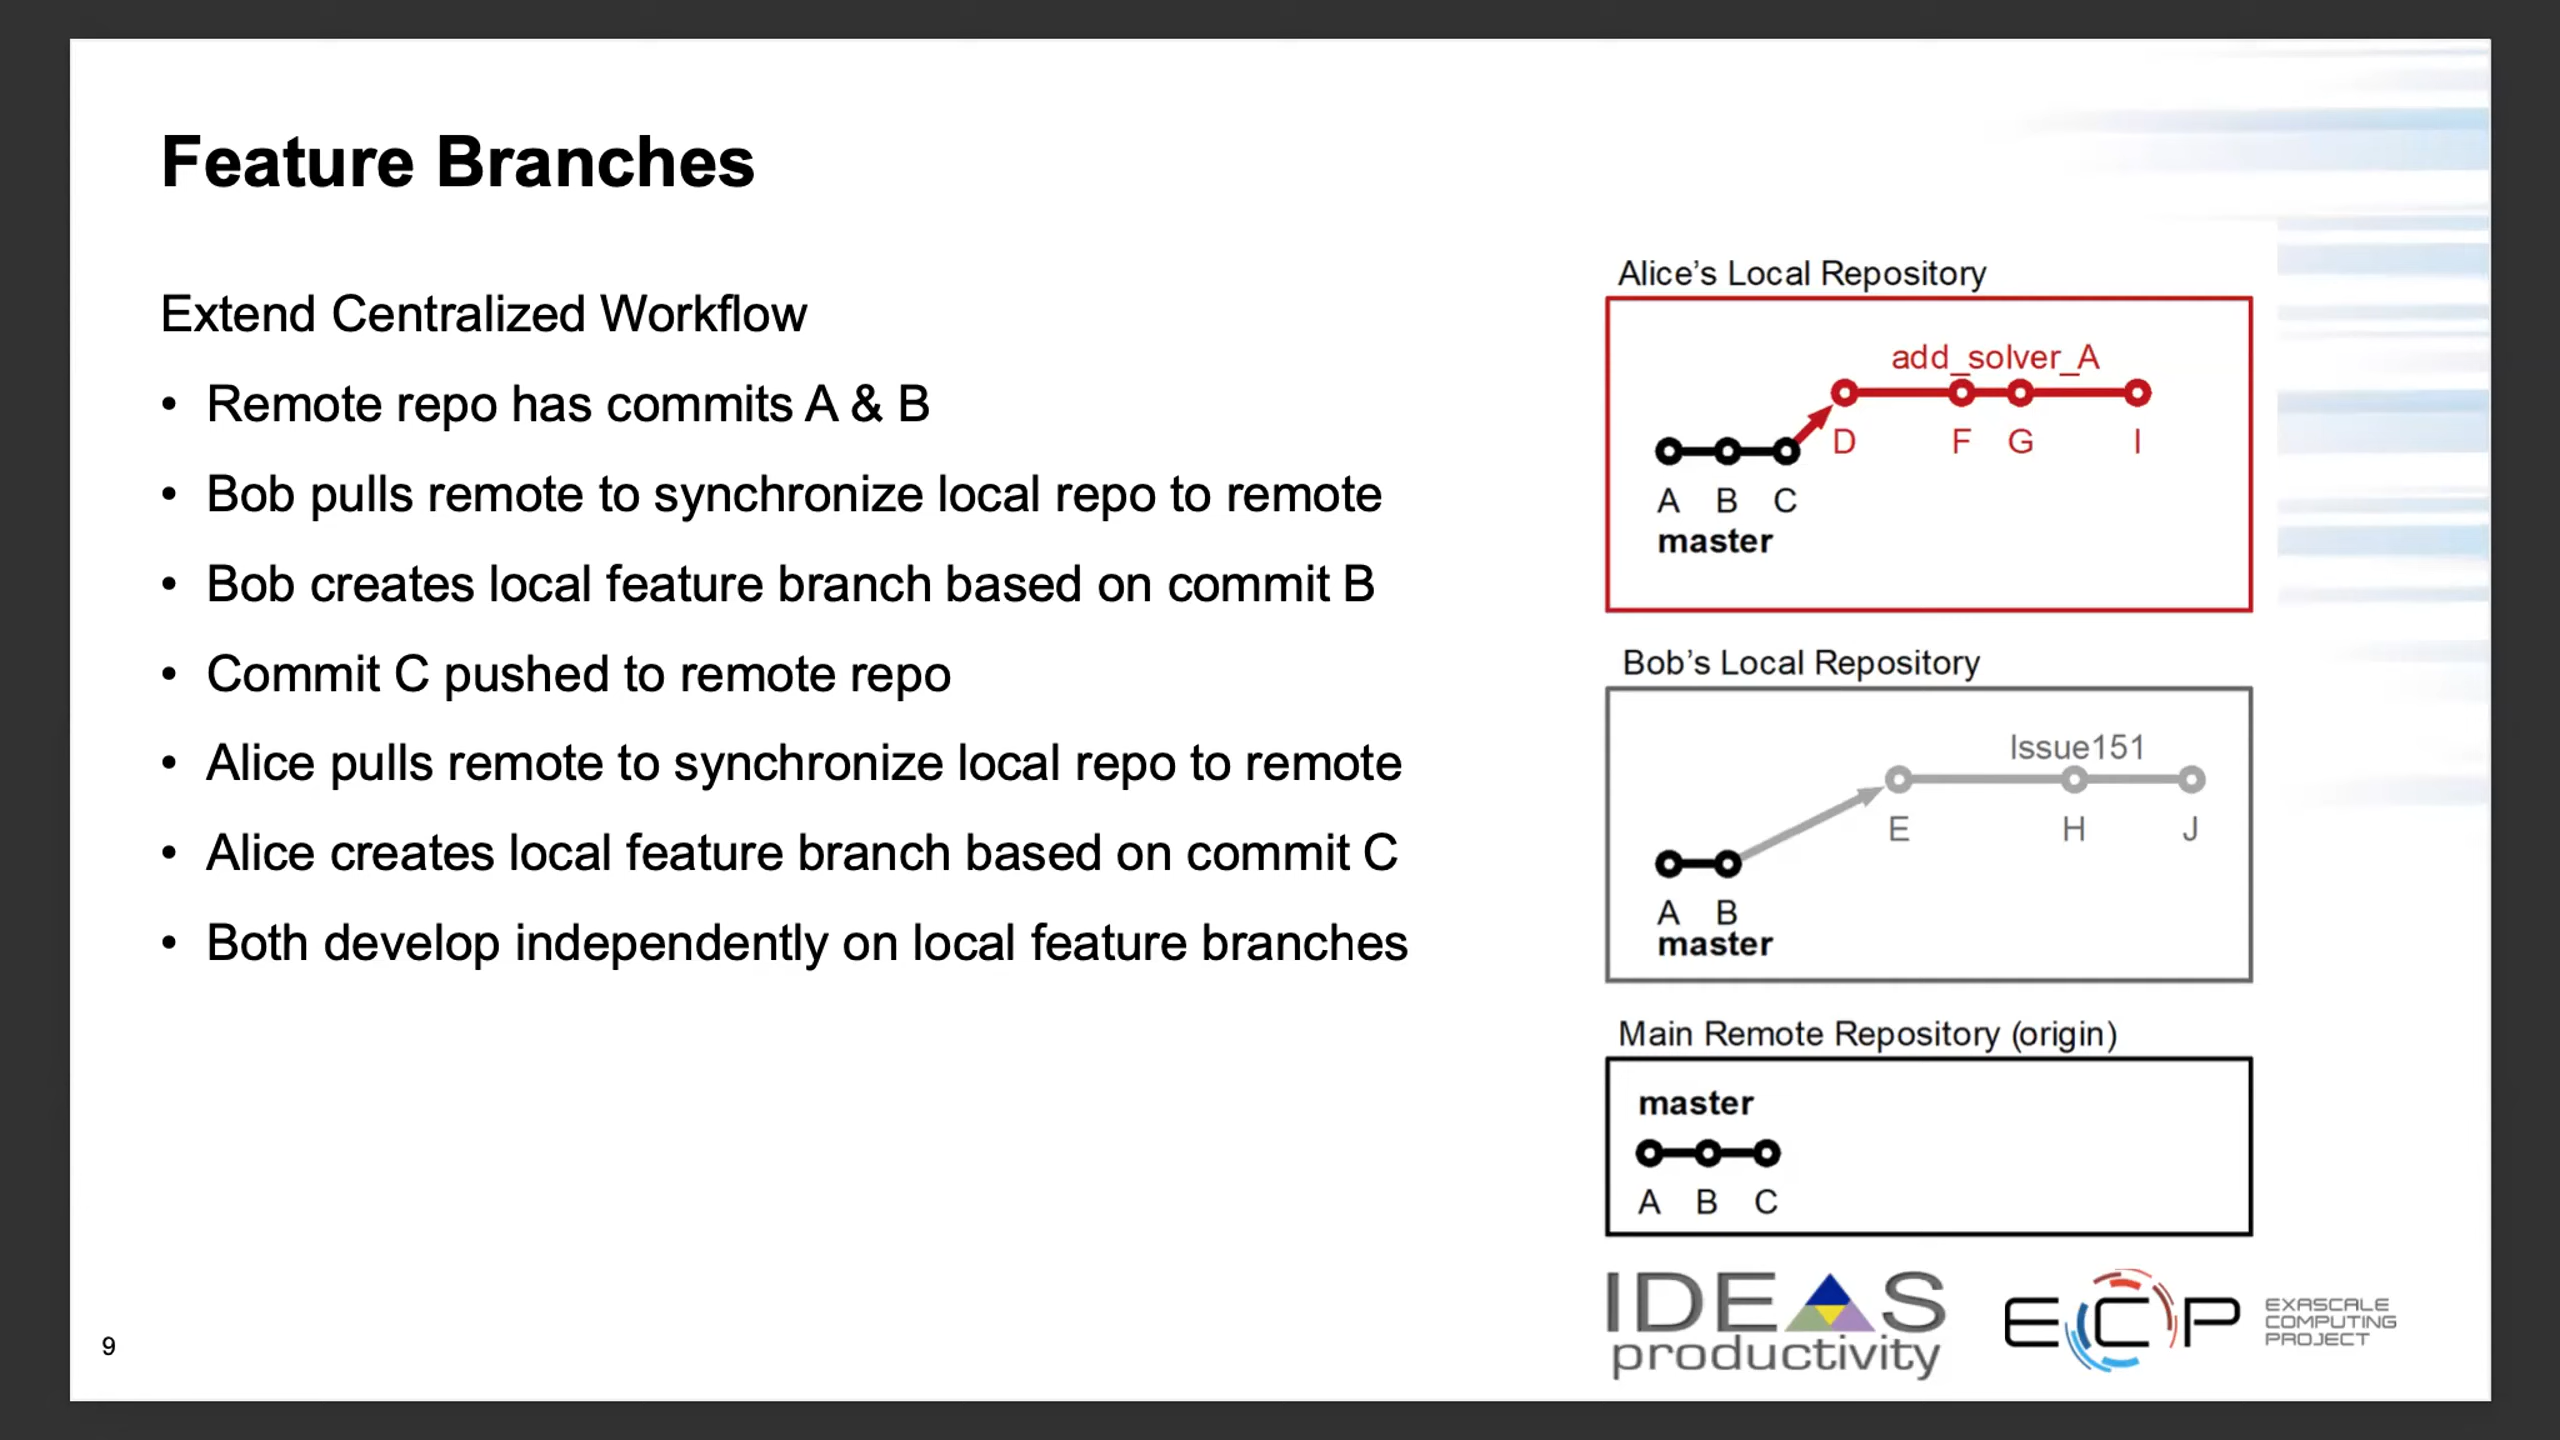 Feature Branches
Extend Centralized Workflow
• Remote repo has commits A & B
• Bob pulls remote to synchronize local repo to remote
• Bob creates local feature branch based on commit B
• Commit C pushed to remote repo
• Alice pulls remote to synchronize local repo to remote
• Alice creates local feature branch based on commit C
• Both develop independently on local feature branches
Alice’s Local Repository
add_solver_A
D F G I
A B C
master
Bob’s Local Repository
Issue151
E H J
A B
master
Main Remote Repository (origin)
master
A B C
IDEAS
productivity
ECP
EXASCALE
COMPUTING
PROJECT
9